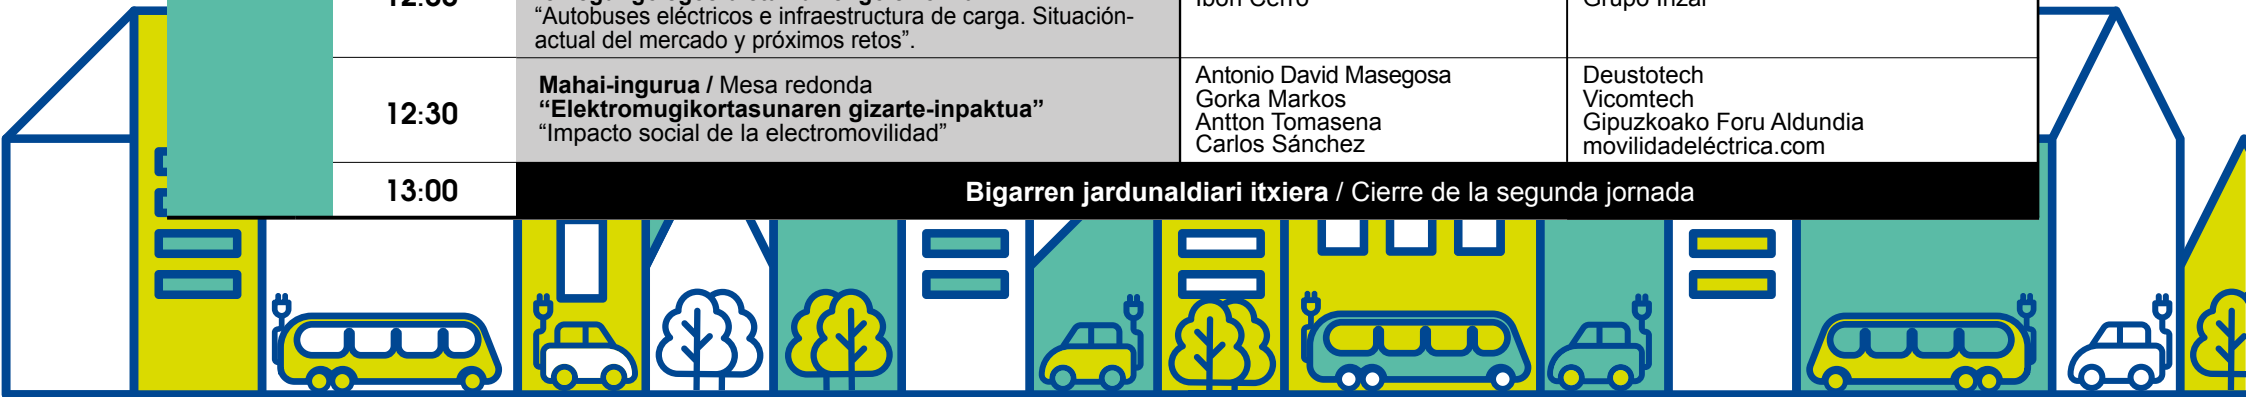 “Autobuses eléctricos e infraestructura de carga. Situación-
actual del mercado y próximos retos”.
12:30
Mahai-ingurua / Mesa redonda
“Elektromugikortasunaren gizarte-inpaktua”
“Impacto social de la electromovilidad”
Antonio David Masegosa
Gorka Markos
Antton Tomasena
Carlos Sánchez
Deustotech
Vicomtech
Gipuzkoako Foru Aldundia
movilidadeléctrica.com
13:00
Bigarren jardunaldiari itxiera / Cierre de la segunda jornada